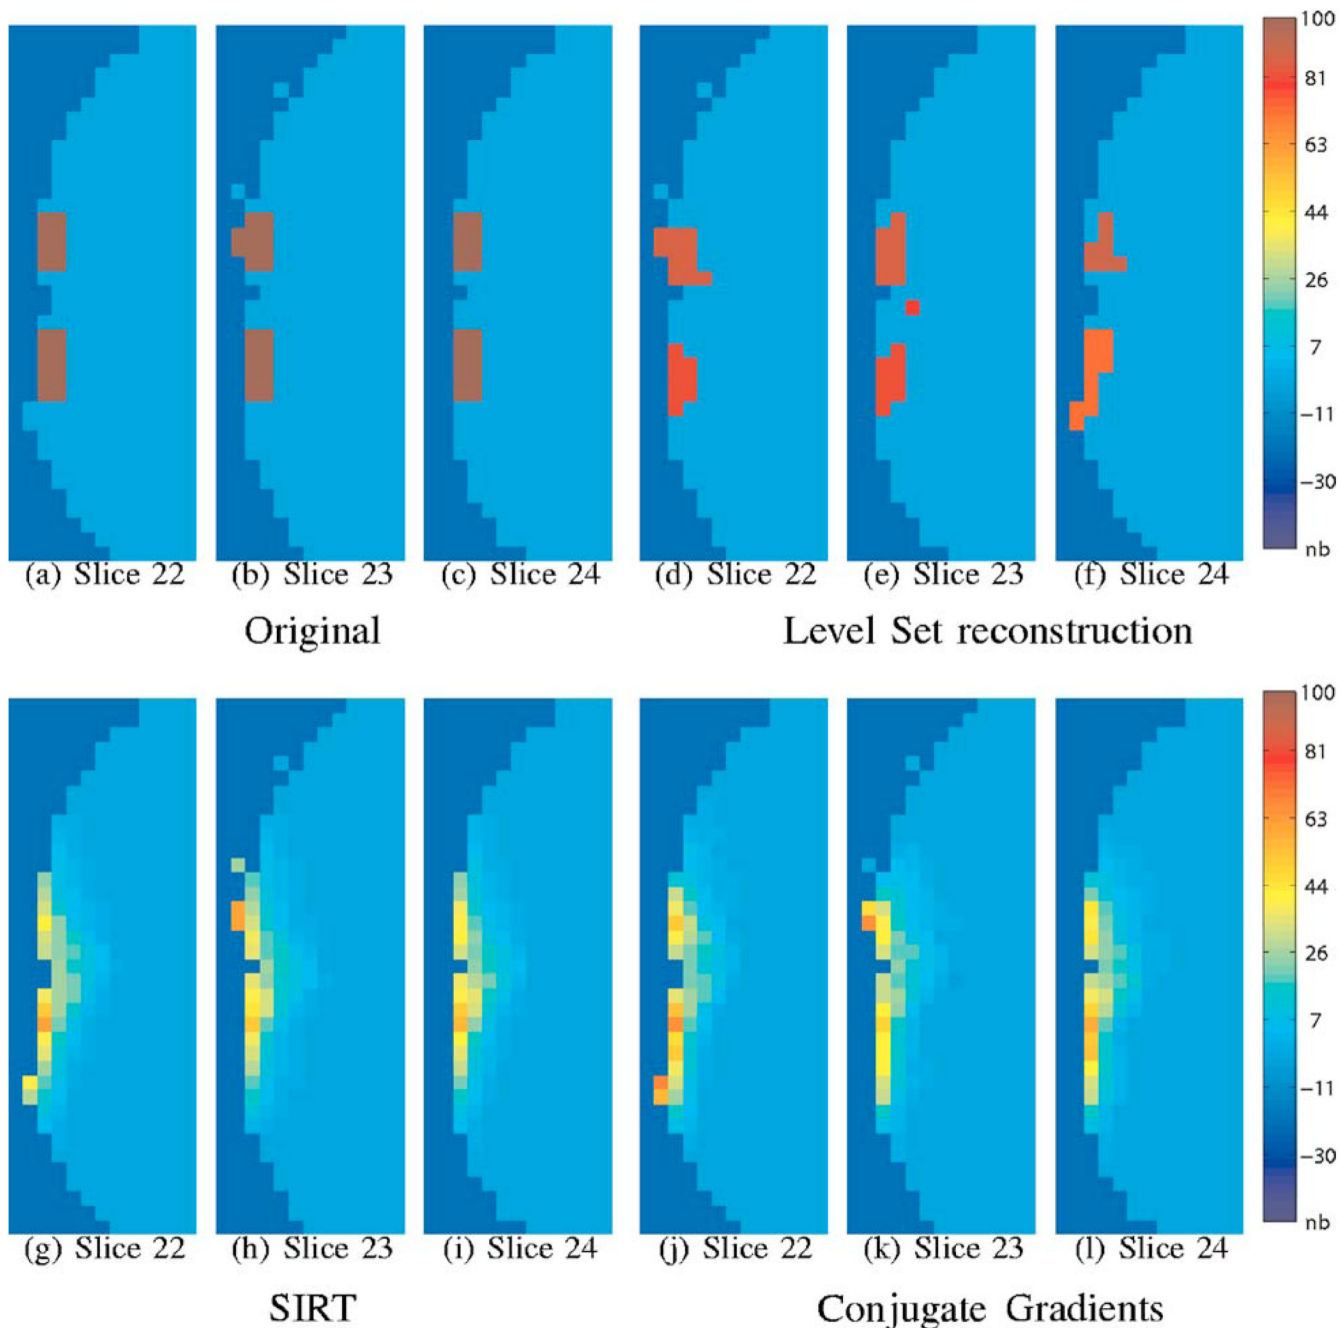 100
81
63
44
26
7
−11
−30
nb
(a) Slice 22
(b) Slice 23
(c) Slice 24
(d) Slice 22
(e) Slice 23
(f) Slice 24
Original
Level Set reconstruction
100
81
63
44
26
7
−11
−30
nb
(g) Slice 22
(h) Slice 23
(i) Slice 24
(j) Slice 22
(k) Slice 23
(l) Slice 24
SIRT
Conjugate Gradients